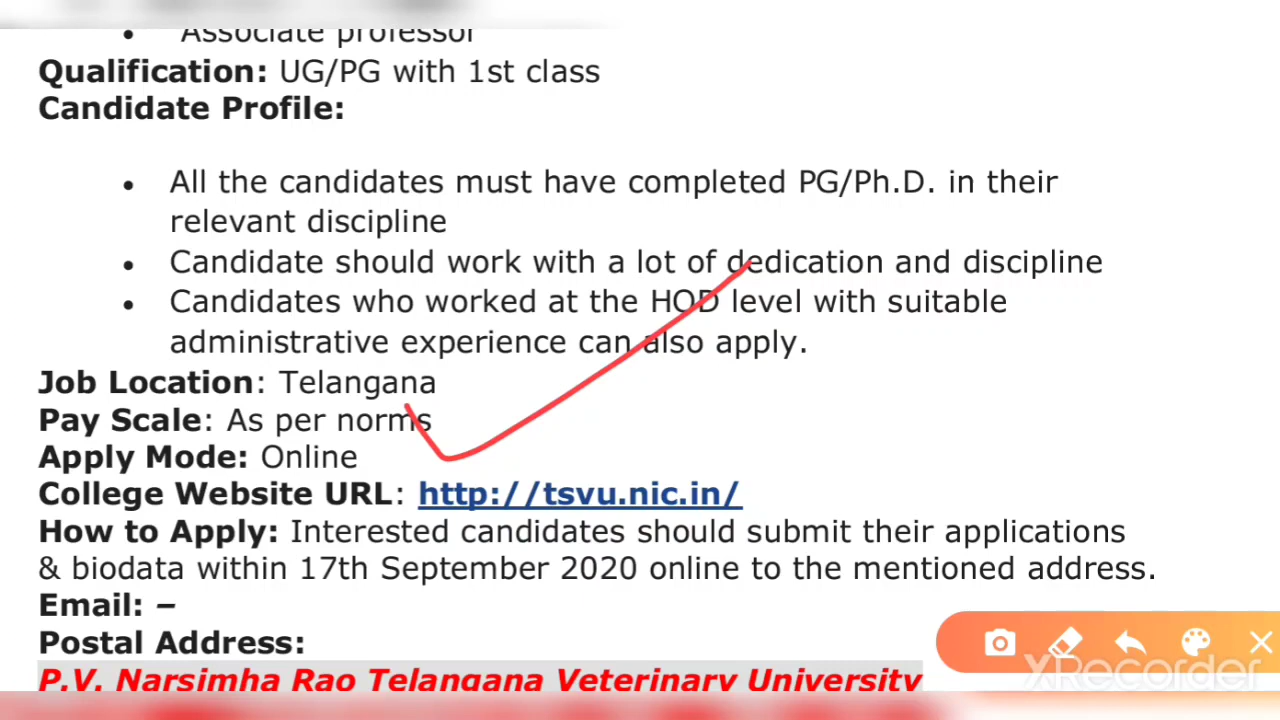 • Associate professor
Qualification: UG/PG with 1st class
Candidate Profile:
• All the candidates must have completed PG/Ph.D. in their
relevant discipline
• Candidate should work with a lot of dedication and discipline
• Candidates who worked at the HOD level with suitable
administrative experience can also apply.
Job Location: Telangana
Pay Scale: As per norms
Apply Mode: Online
College Website URL: http://tsvu.nic.in/
How to Apply: Interested candidates should submit their applications
& biodata within 17th September 2020 online to the mentioned address.
Email: –
Postal Address:
P.V. Narsimha Rao Telangana Veterinary University
XRecorder